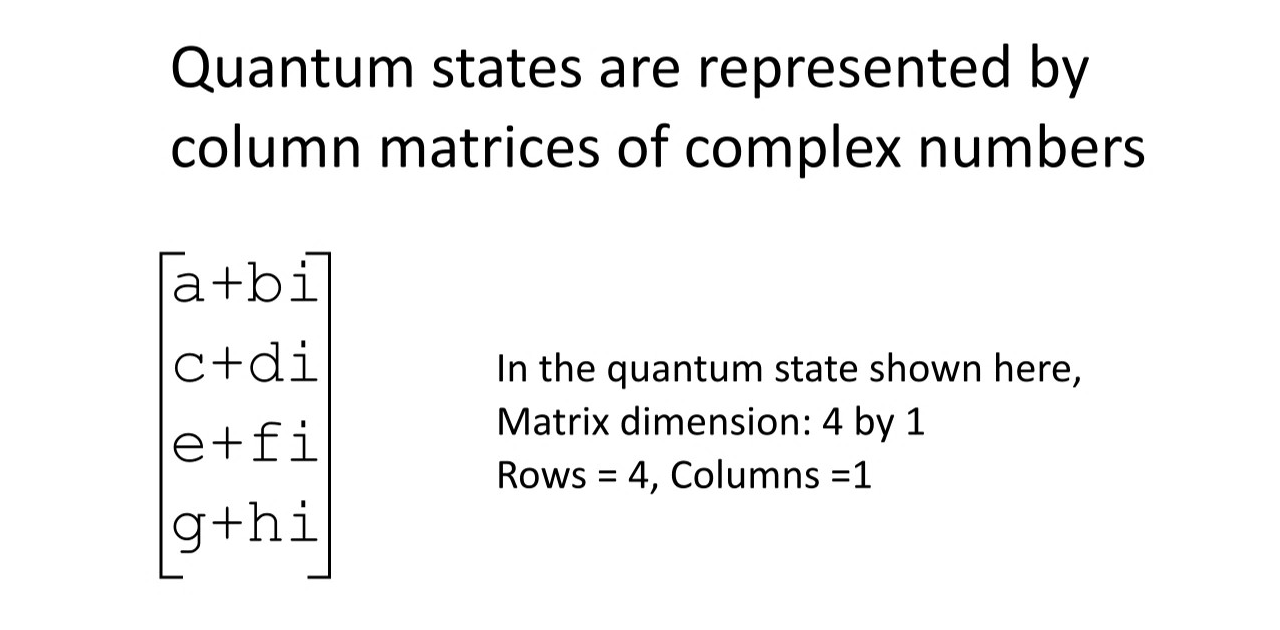 Quantum states are represented by
column matrices of complex numbers
a+bi
c+di
e+fi
g+hi
In the quantum state shown here,
Matrix dimension: 4 by 1
Rows = 4, Columns =1